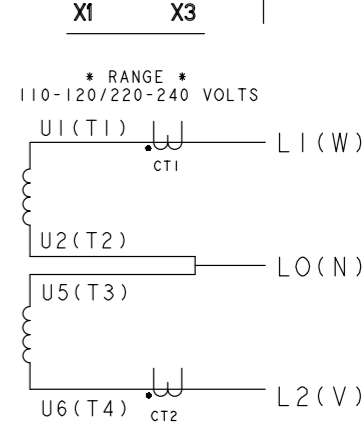 X1 X3
* RANGE *
110-120/220-240 VOLTS
U1(T1)
L1(W)
CT1
U2(T2)
L0(N)
U5(T3)
L2(V)
U6(T4)
CT2